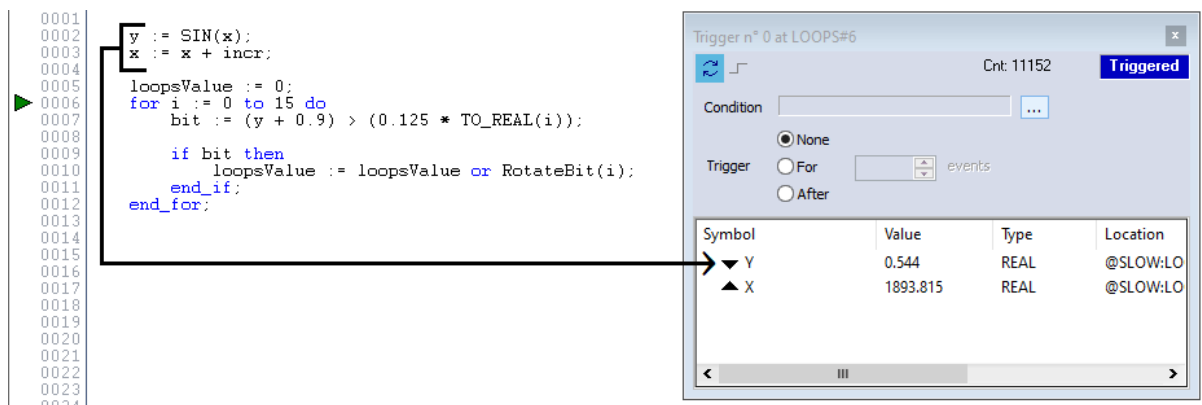 0001
0002 y := SIN(x);
0003 x := x + incr;
0004
0005 loopsValue := 0;
0006 for i := 0 to 15 do
0007 bit := (y + 0.9) > (0.125 * TO_REAL(i));
0008
0009 if bit then
0010 loopsValue := loopsValue or RotateBit(i);
0011 end_if;
0012 end_for;
0013
0014
0015
0016
0017
0018
0019
0020
0021
0022
0023
0024
Trigger n° 0 at LOOPS#6
x
Cnt: 11152 Triggered
Condition ...
None
Trigger For events
After
Symbol Value Type Location
Y 0.544 REAL @SLOW:LO
X 1893.815 REAL @SLOW:LO